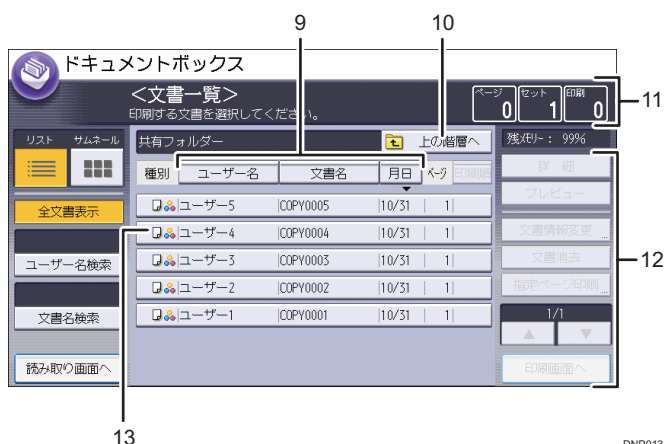 9 10
ドキュメントボックス
<文書一覧>
印刷する文書を選択してください。
ページ 0 セット 1 印刷 0
11
リスト サムネール
共有フォルダー 上の階層へ
残メモリー: 99%
種別 ユーザー名 文書名 月日 ページ 印刷順
詳 細
プレビュー
全文書表示
ユーザー5 COPY0005 10/31 1
13
ユーザー4 COPY0004 10/31 1
文書情報変更
12
ユーザー名検索
ユーザー3 COPY0003 10/31 1
文書消去
ユーザー2 COPY0002 10/31 1
指定ページ印刷
文書名検索
ユーザー1 COPY0001 10/31 1
1/1
▲ ▼
読み取り画面へ
印刷画面へ
DNP013